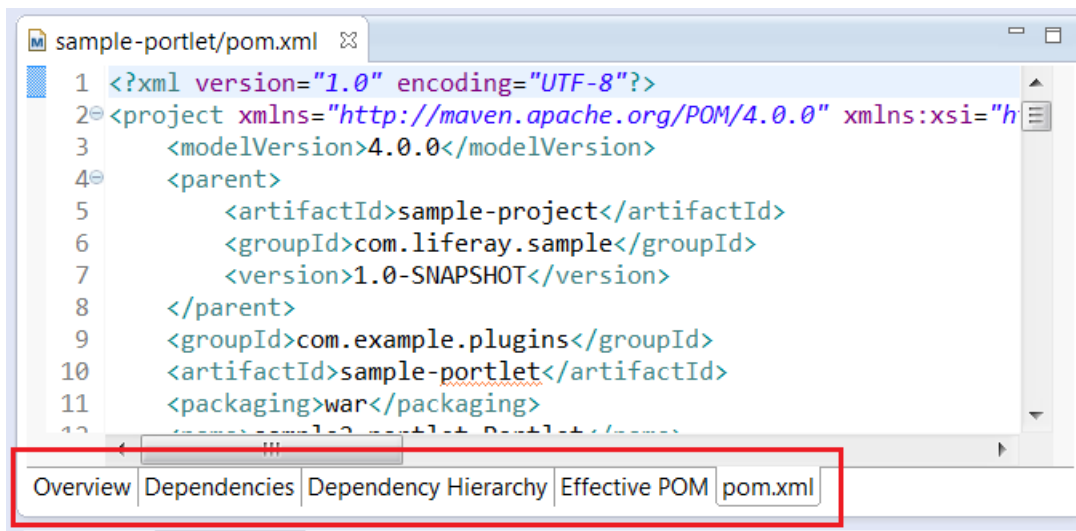 sample-portlet/pom.xml
1 <?xml version="1.0" encoding="UTF-8"?>
2 <project xmlns="http://maven.apache.org/POM/4.0.0" xmlns:xsi="h
3 <modelVersion>4.0.0</modelVersion>
4 <parent>
5 <artifactId>sample-project</artifactId>
6 <groupId>com.liferay.sample</groupId>
7 <version>1.0-SNAPSHOT</version>
8 </parent>
9 <groupId>com.example.plugins</groupId>
10 <artifactId>sample-portlet</artifactId>
11 <packaging>war</packaging>
Overview Dependencies Dependency Hierarchy Effective POM pom.xml